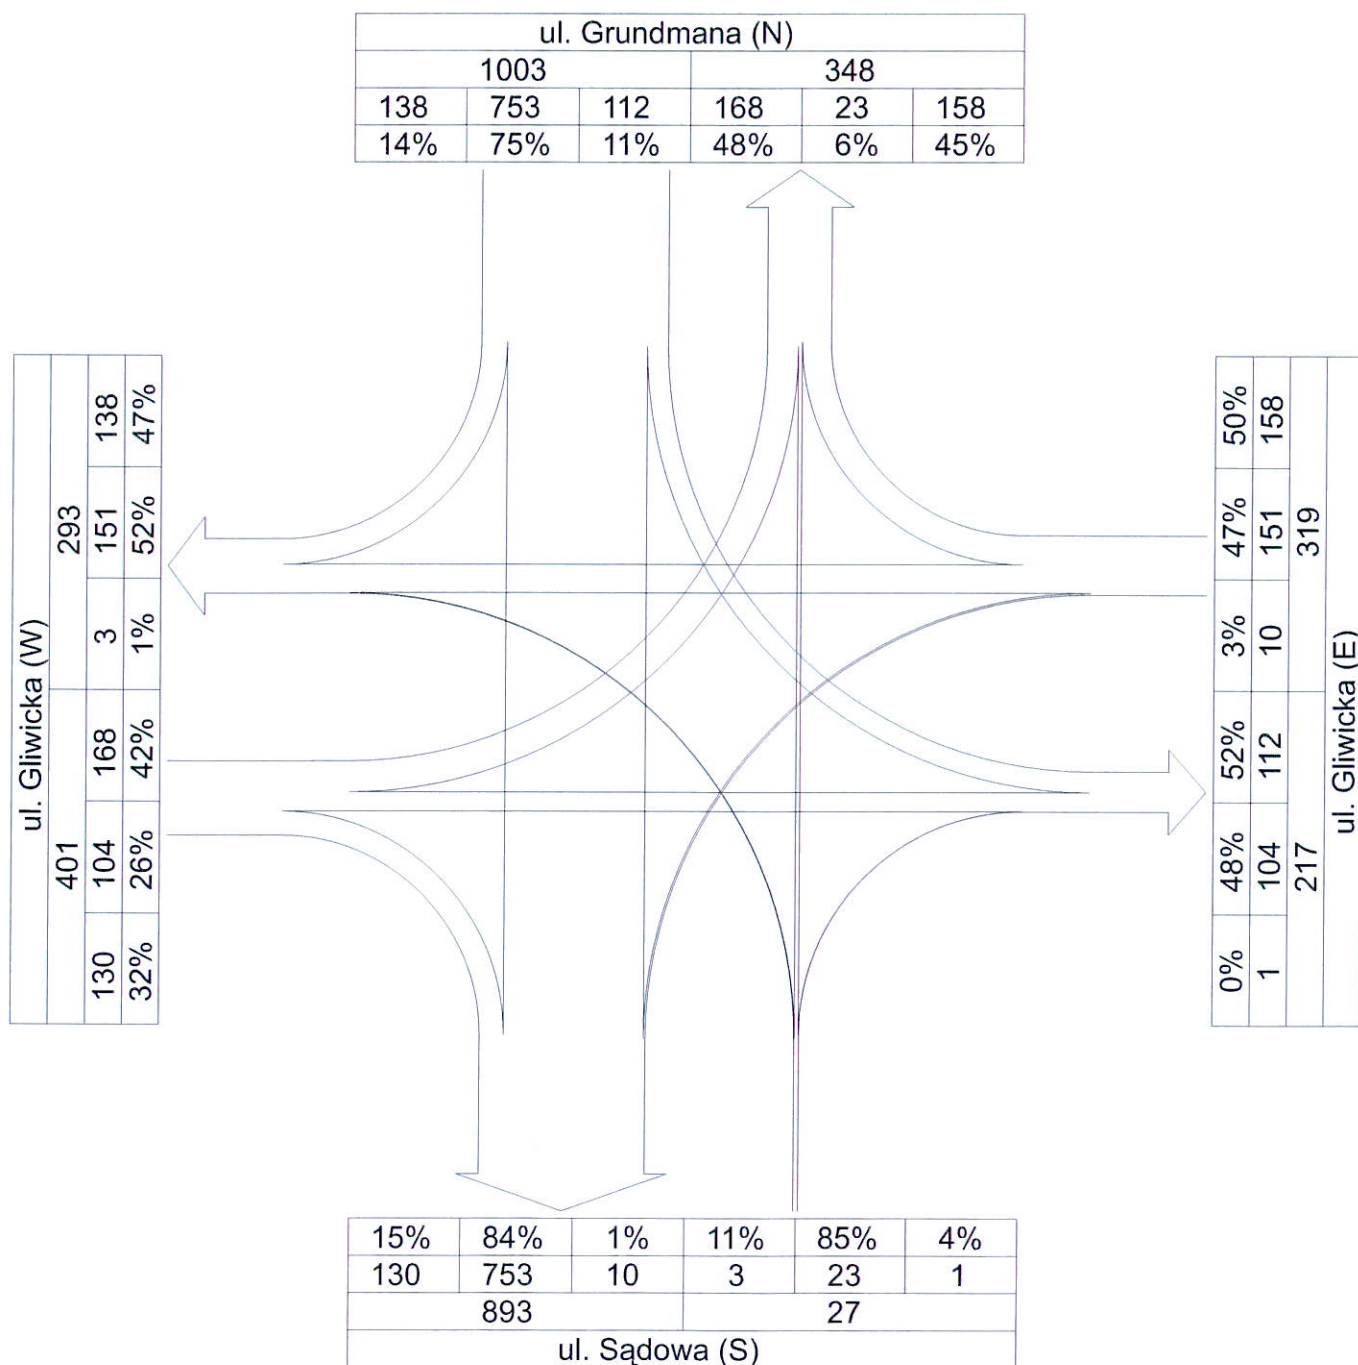 ul. Grundmana (N)
1003 348
138 753 112 168 23 158
14% 75% 11% 48% 6% 45%
ul. Gliwicka (W)
401 293
130 104 168 3 151 138
32% 26% 42% 1% 52% 47%
0% 48% 52% 3% 47% 50%
1 104 112 10 151 158
217 319
ul. Gliwicka (E)
15% 84% 1% 11% 85% 4%
130 753 10 3 23 1
893 27
ul. Sądowa (S)